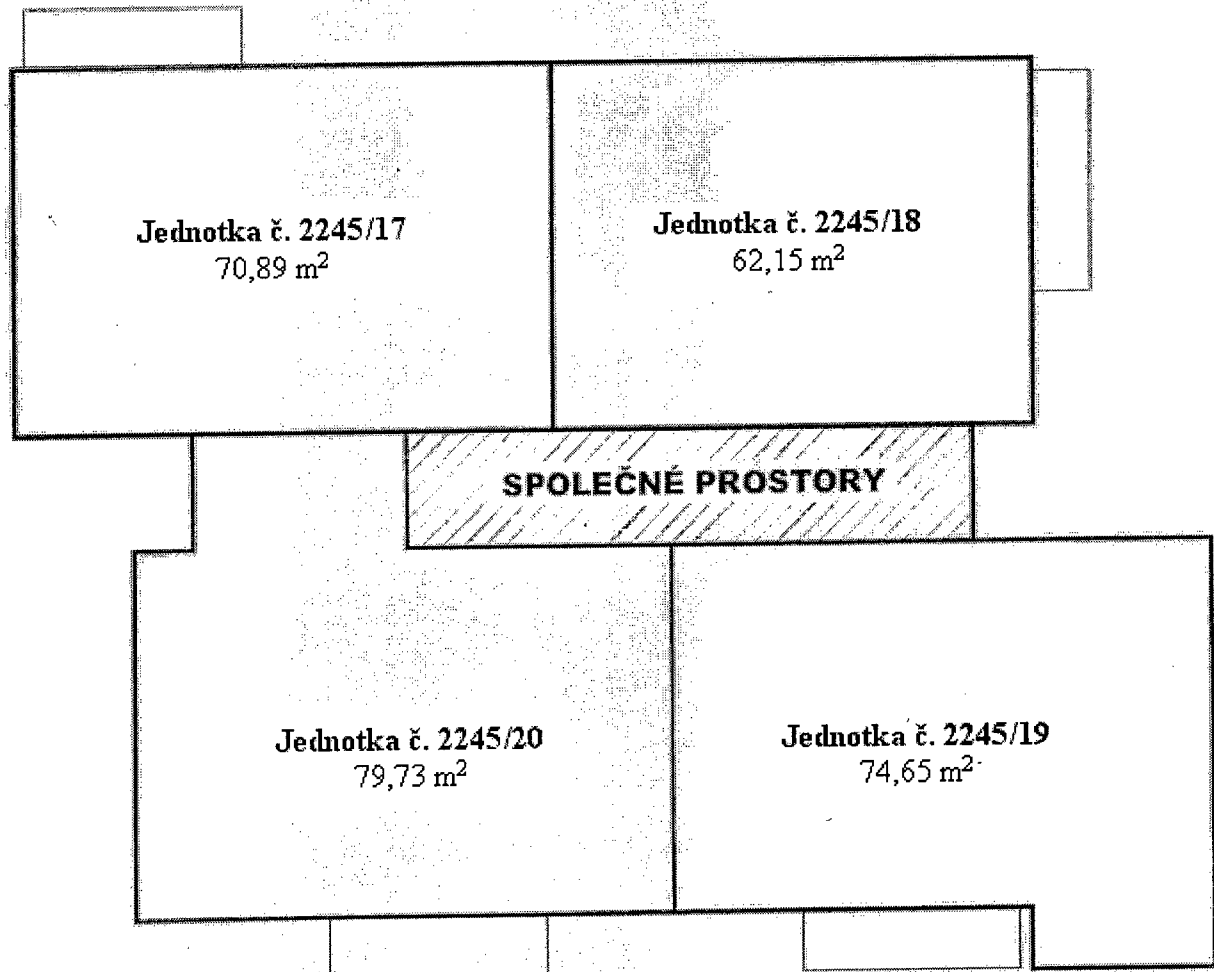 Jednotka č. 2245/17
70,89 m²
Jednotka č. 2245/18
62,15 m²
SPOLEČNÉ PROSTORY
Jednotka č. 2245/20
79,73 m²
Jednotka č. 2245/19
74,65 m²